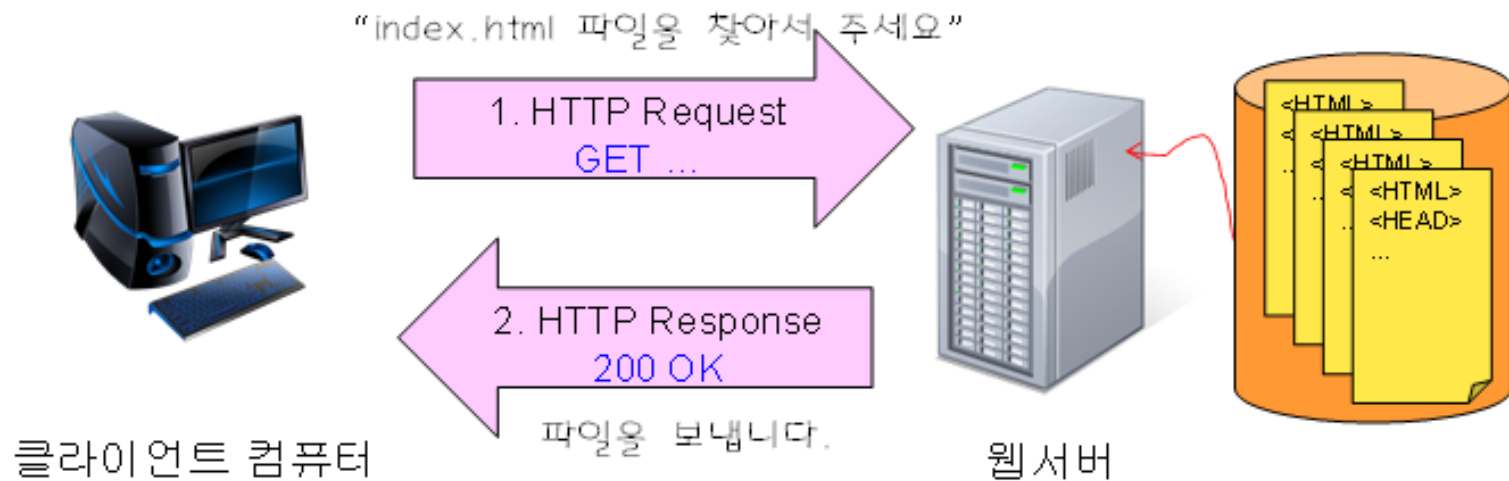 “index.html 파일을 찾아서 주세요”
1. HTTP Request
GET ...
2. HTTP Response
200 OK
파일을 보냅니다.
클라이언트 컴퓨터
웹서버
<HTML>
<HTML>
<HTML>
<HTML>
<HEAD>
...